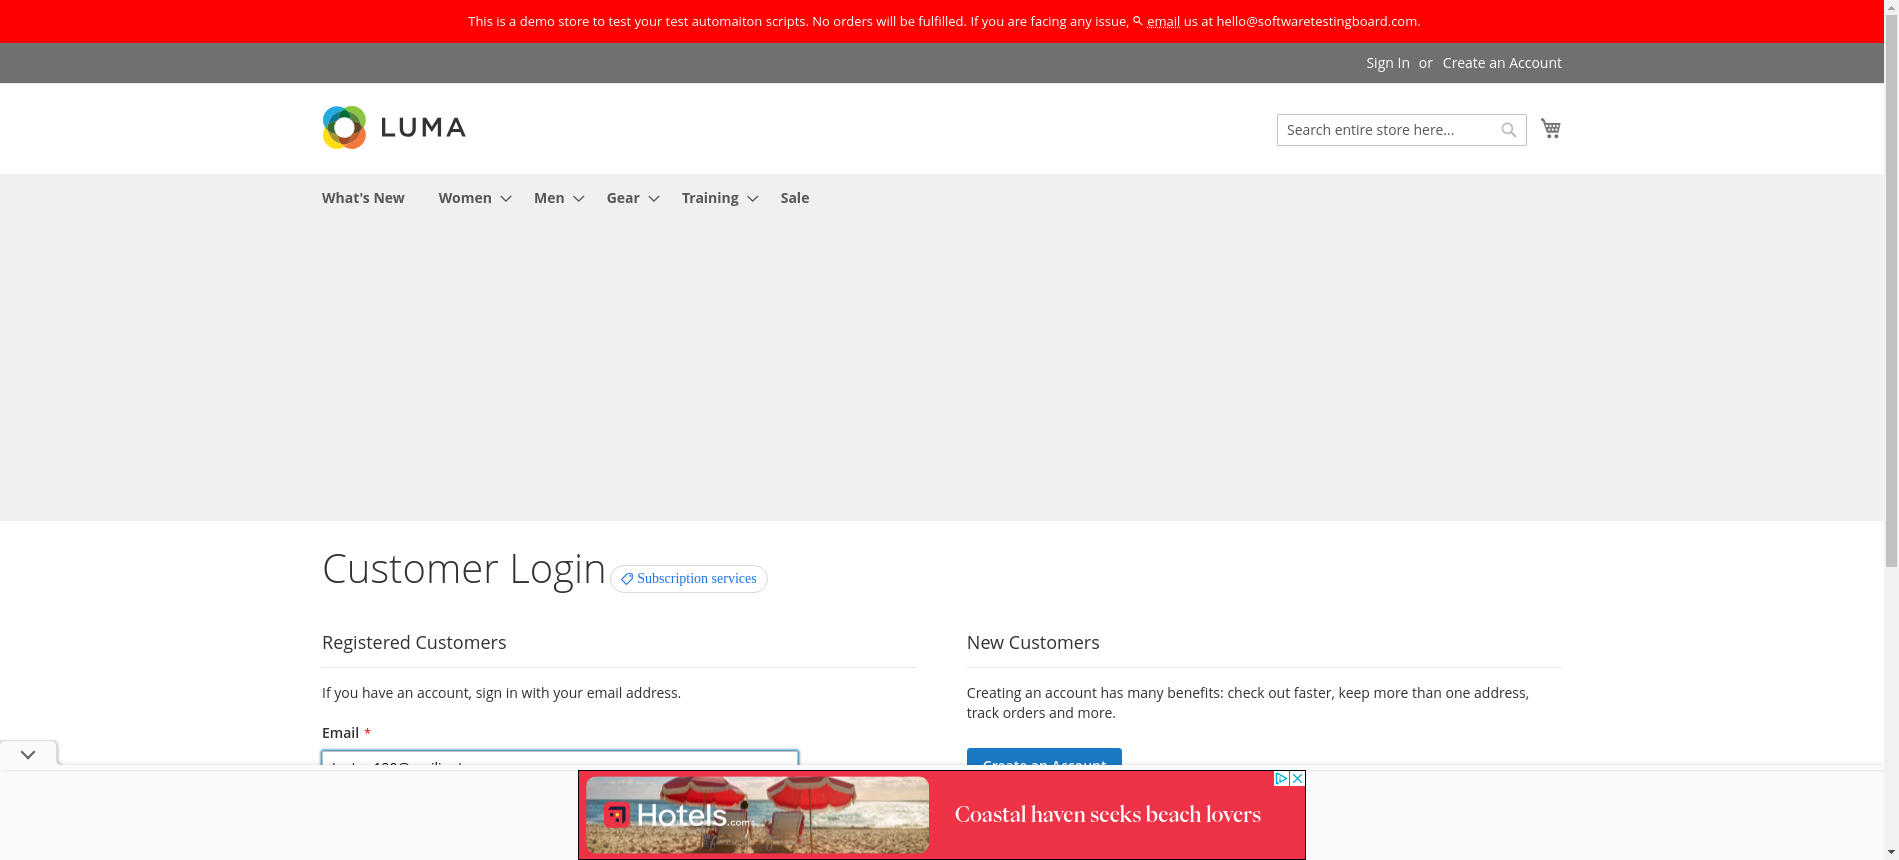 This is a demo store to test your test automaiton scripts. No orders will be fulfilled. If you are facing any issue, email us at hello@softwaretestingboard.com.
Sign In or Create an Account
LUMA
Search entire store here...
What's New Women Men Gear Training Sale
Customer Login
Subscription services
Registered Customers
New Customers
If you have an account, sign in with your email address.
Creating an account has many benefits: check out faster, keep more than one address,
track orders and more.
Email *
Create an Account
Hotels.com
Coastal haven seeks beach lovers